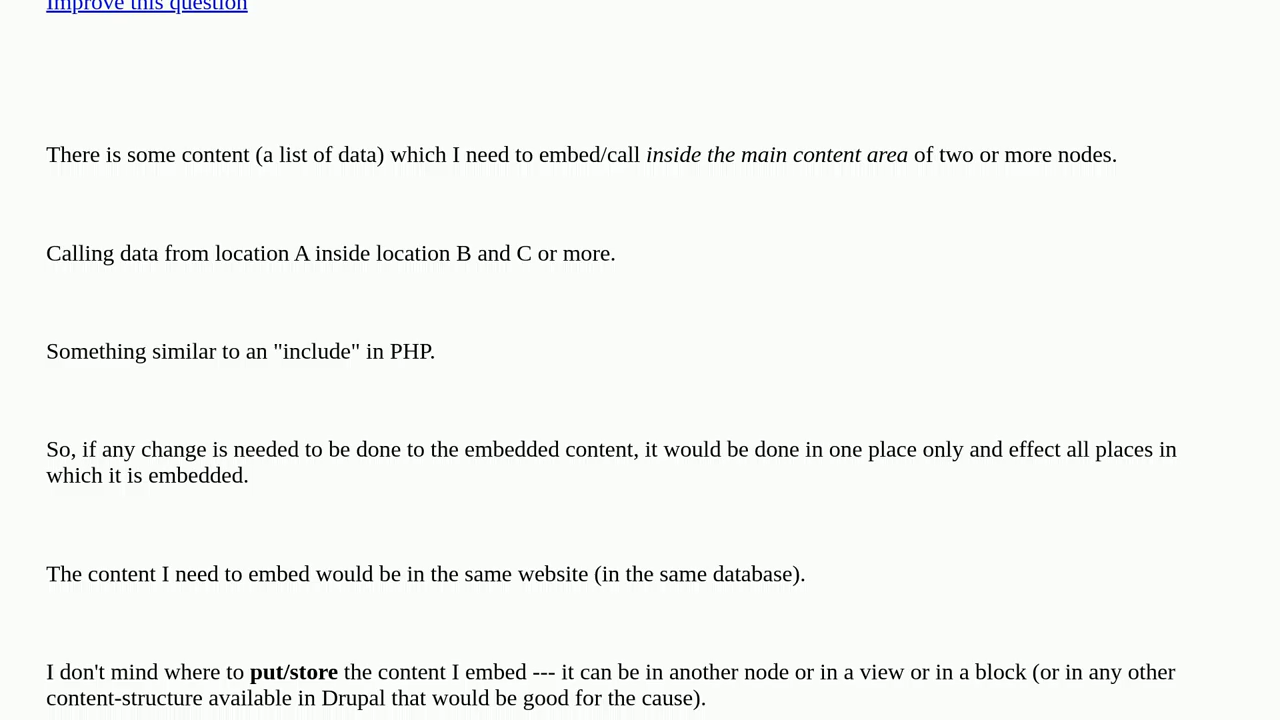 Improve this question
There is some content (a list of data) which I need to embed/call inside the main content area of two or more nodes.
Calling data from location A inside location B and C or more.
Something similar to an "include" in PHP.
So, if any change is needed to be done to the embedded content, it would be done in one place only and effect all places in
which it is embedded.
The content I need to embed would be in the same website (in the same database).
I don't mind where to put/store the content I embed --- it can be in another node or in a view or in a block (or in any other
content-structure available in Drupal that would be good for the cause).